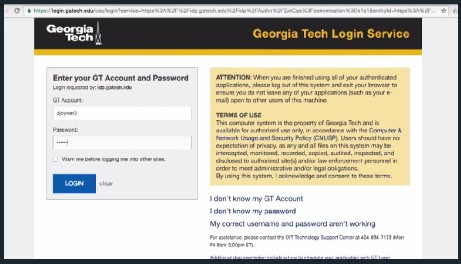 https://login.gatech.edu/cas/login?service=https%3A%2F%2Fidp.gatech.edu%2Fidp%2FAuthn%2FExtCas%3Fconversation%3De1s1&entityId=https%
Georgia
Tech
Georgia Tech Login Service
Enter your GT Account and Password
Login requested by: idp.gatech.edu
GT Account:
djoyner3
Password:
Warn me before logging me into other sites.
LOGIN clear
ATTENTION: When you are finished using all of your authenticated
applications, please log out of this system and exit your browser to
ensure you do not leave any of your applications (such as your e-
mail) open to other users of this machine.
TERMS OF USE
This computer system is the property of Georgia Tech and is
available for authorized use only, in accordance with the Computer &
Network Usage and Security Policy (CNUSP). Users should have no
expectation of privacy, as any and all files on this system may be
intercepted, monitored, recorded, copied, audited, inspected, and
disclosed to authorized site(s) and/or law enforcement personnel in
order to meet administrative and/or legal obligations.
By using this system, I acknowledge and consent to these terms.
I don't know my GT Account
I don't know my password
My correct username and password aren't working
For assistance, please contact the OIT Technology Support Center at 404-894-7173 (Mon-
Fri 8am-5:00pm ET).